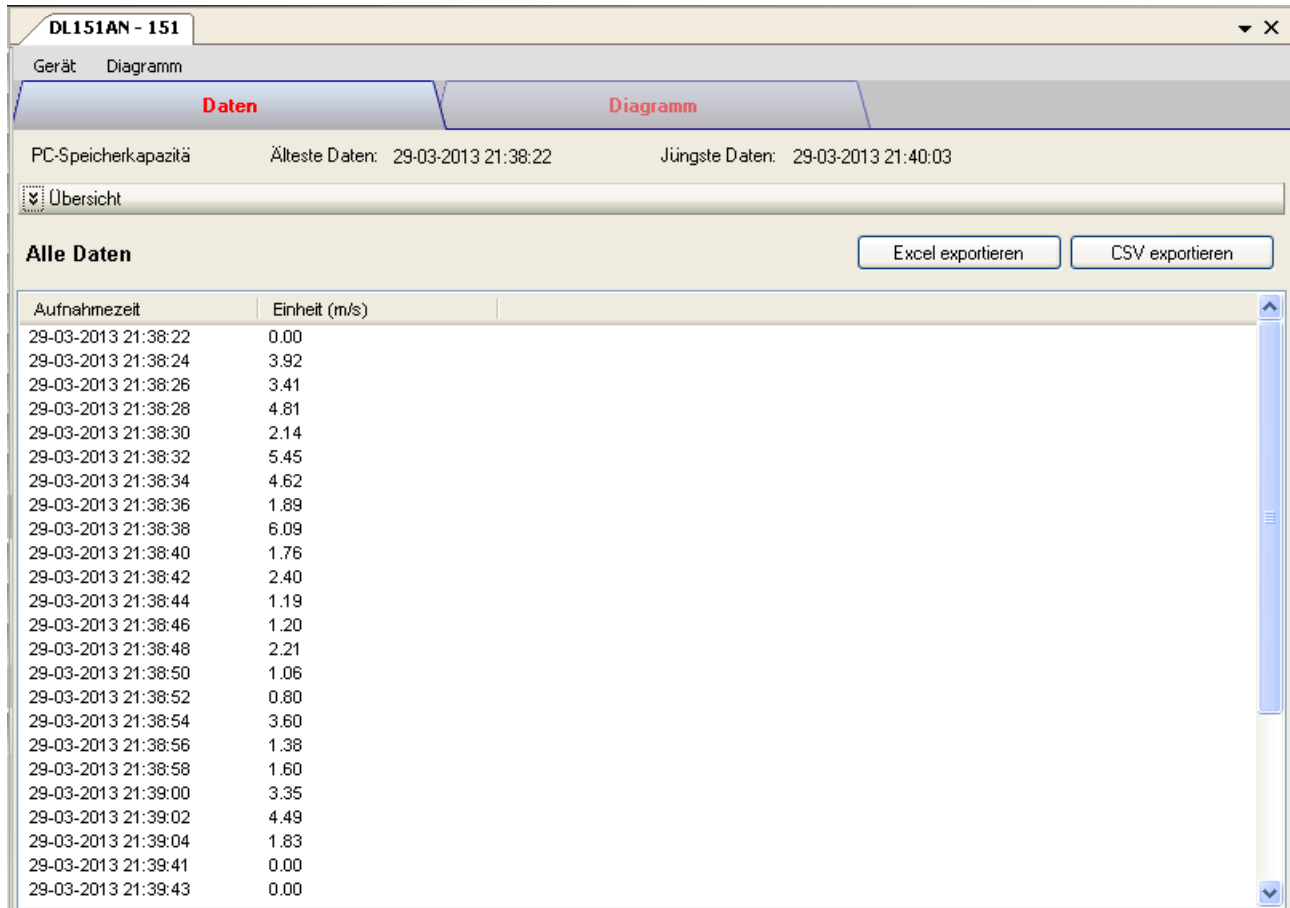 DL151AN - 151
Gerät Diagramm
Daten Diagramm
PC-Speicherkapazitä Älteste Daten: 29-03-2013 21:38:22 Jüngste Daten: 29-03-2013 21:40:03
Übersicht
Alle Daten Excel exportieren CSV exportieren
Aufnahmezeit Einheit (m/s)
29-03-2013 21:38:22 0.00
29-03-2013 21:38:24 3.92
29-03-2013 21:38:26 3.41
29-03-2013 21:38:28 4.81
29-03-2013 21:38:30 2.14
29-03-2013 21:38:32 5.45
29-03-2013 21:38:34 4.62
29-03-2013 21:38:36 1.89
29-03-2013 21:38:38 6.09
29-03-2013 21:38:40 1.76
29-03-2013 21:38:42 2.40
29-03-2013 21:38:44 1.19
29-03-2013 21:38:46 1.20
29-03-2013 21:38:48 2.21
29-03-2013 21:38:50 1.06
29-03-2013 21:38:52 0.80
29-03-2013 21:38:54 3.60
29-03-2013 21:38:56 1.38
29-03-2013 21:38:58 1.60
29-03-2013 21:39:00 3.35
29-03-2013 21:39:02 4.49
29-03-2013 21:39:04 1.83
29-03-2013 21:39:41 0.00
29-03-2013 21:39:43 0.00